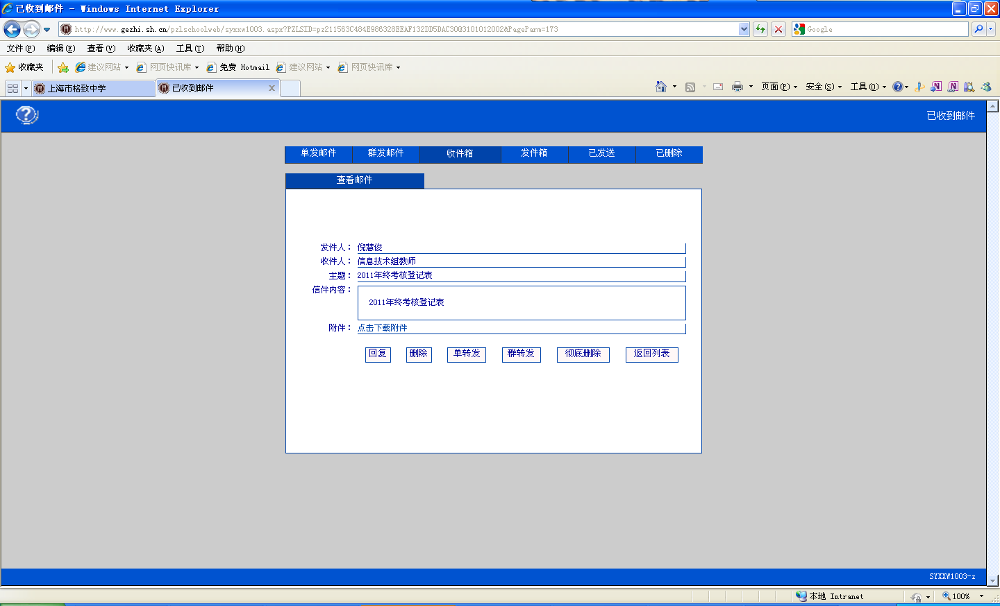 已收到邮件 - Windows Internet Explorer
http://www.gezhi.sh.cn/pzlschoolweb/syxxw1003.aspx?PZLSID=pz211563C484E986328EEAF132DD5DAC30@3101012002&PageParm=173
Google
文件(F) 编辑(E) 查看(V) 收藏夹(A) 工具(T) 帮助(H)
收藏夹 建议网站 网页快讯库 免费 Hotmail 建议网站 网页快讯库
上海市格致中学 已收到邮件 页面(P) 安全(S) 工具(O)
已收到邮件
单发邮件 群发邮件 收件箱 发件箱 已发送 已删除
查看邮件
发件人： 倪慧俊
收件人： 信息技术组教师
主题： 2011年终考核登记表
信件内容：
2011年终考核登记表
附件： 点击下载附件
回复 删除 单转发 群转发 彻底删除 返回列表
SYXXW1003-z
本地 Intranet 100%